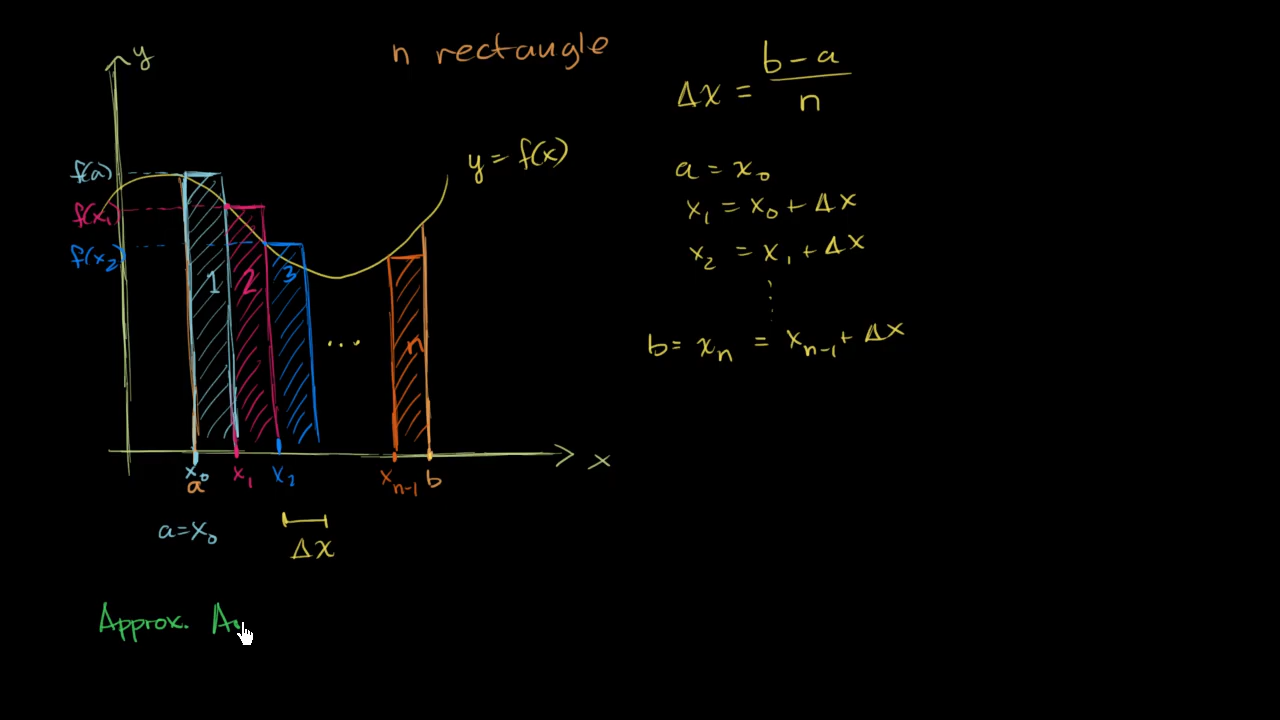 y
n rectangle
Δx = b-a / n
y = f(x)
f(a)
f(x₁)
f(x₂)
1
2
3
...
n
a = x₀
x₁ = x₀ + Δx
x₂ = x₁ + Δx
⋮
b = xₙ = xₙ₋₁ + Δx
x
x₀
a
x₁
x₂
xₙ₋₁
b
a=x₀
Δx
Approx. A